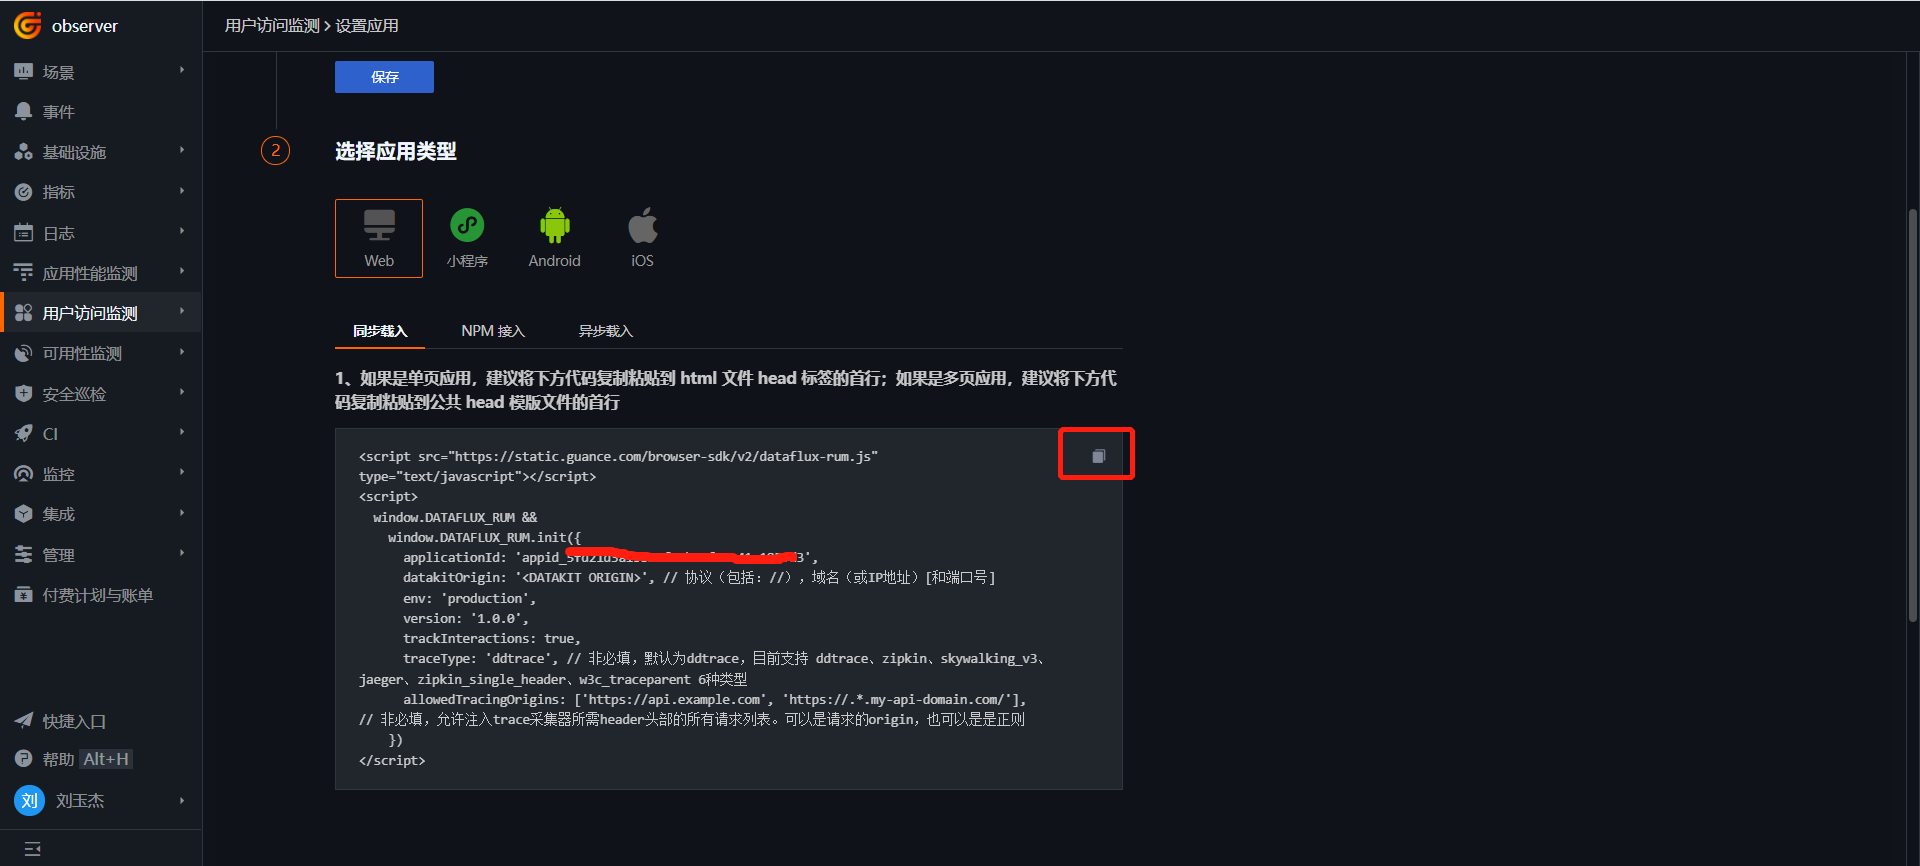 observer
用户访问监测 > 设置应用
场景
事件
基础设施
指标
日志
应用性能监测
用户访问监测
可用性监测
安全巡检
CI
监控
集成
管理
付费计划与账单
快捷入口
帮助 Alt+H
刘 刘玉杰
保存
2 选择应用类型
Web 小程序 Android iOS
同步载入 NPM 接入 异步载入
1、如果是单页应用，建议将下方代码复制粘贴到 html 文件 head 标签的首行；如果是多页应用，建议将下方代
码复制粘贴到公共 head 模版文件的首行
<script src="https://static.guance.com/browser-sdk/v2/dataflux-rum.js"
type="text/javascript"></script>
<script>
window.DATAFLUX_RUM &&
window.DATAFLUX_RUM.init({
applicationId: 'appid_
datakitOrigin: '<DATAKIT ORIGIN>', // 协议（包括：//），域名（或IP地址）[和端口号]
env: 'production',
version: '1.0.0',
trackInteractions: true,
traceType: 'ddtrace', // 非必填，默认为ddtrace，目前支持 ddtrace、zipkin、skywalking_v3、
jaeger、zipkin_single_header、w3c_traceparent 6种类型
allowedTracingOrigins: ['https://api.example.com', 'https://.*.my-api-domain.com/'],
// 非必填，允许注入trace采集器所需header头部的所有请求列表。可以是请求的origin，也可以是是正则
})
</script>